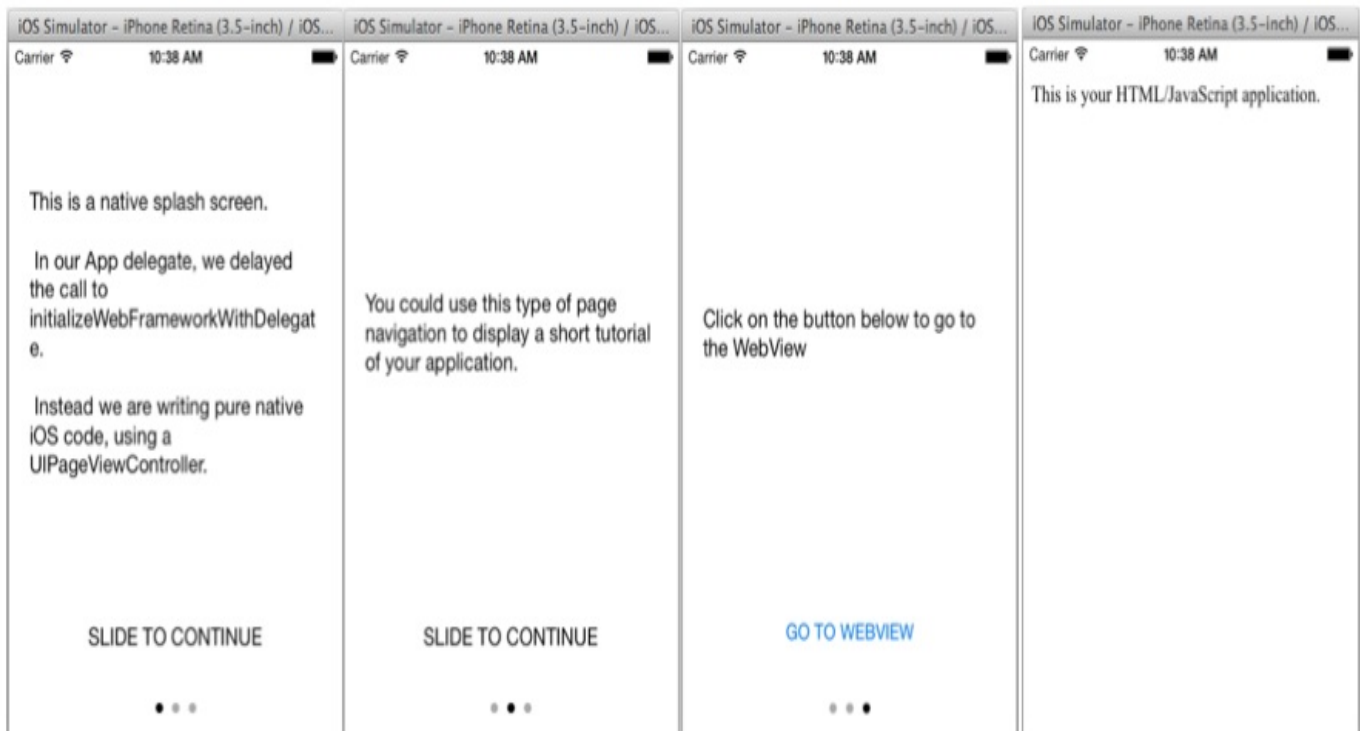 iOS Simulator – iPhone Retina (3.5-inch) / iOS...
Carrier 10:38 AM
This is a native splash screen.
In our App delegate, we delayed
the call to
initializeWebFrameworkWithDelegat
e.
Instead we are writing pure native
iOS code, using a
UIPageViewController.
SLIDE TO CONTINUE
iOS Simulator – iPhone Retina (3.5-inch) / iOS...
Carrier 10:38 AM
You could use this type of page
navigation to display a short tutorial
of your application.
SLIDE TO CONTINUE
iOS Simulator – iPhone Retina (3.5-inch) / iOS...
Carrier 10:38 AM
Click on the button below to go to
the WebView
GO TO WEBVIEW
iOS Simulator – iPhone Retina (3.5-inch) / iOS...
Carrier 10:38 AM
This is your HTML/JavaScript application.